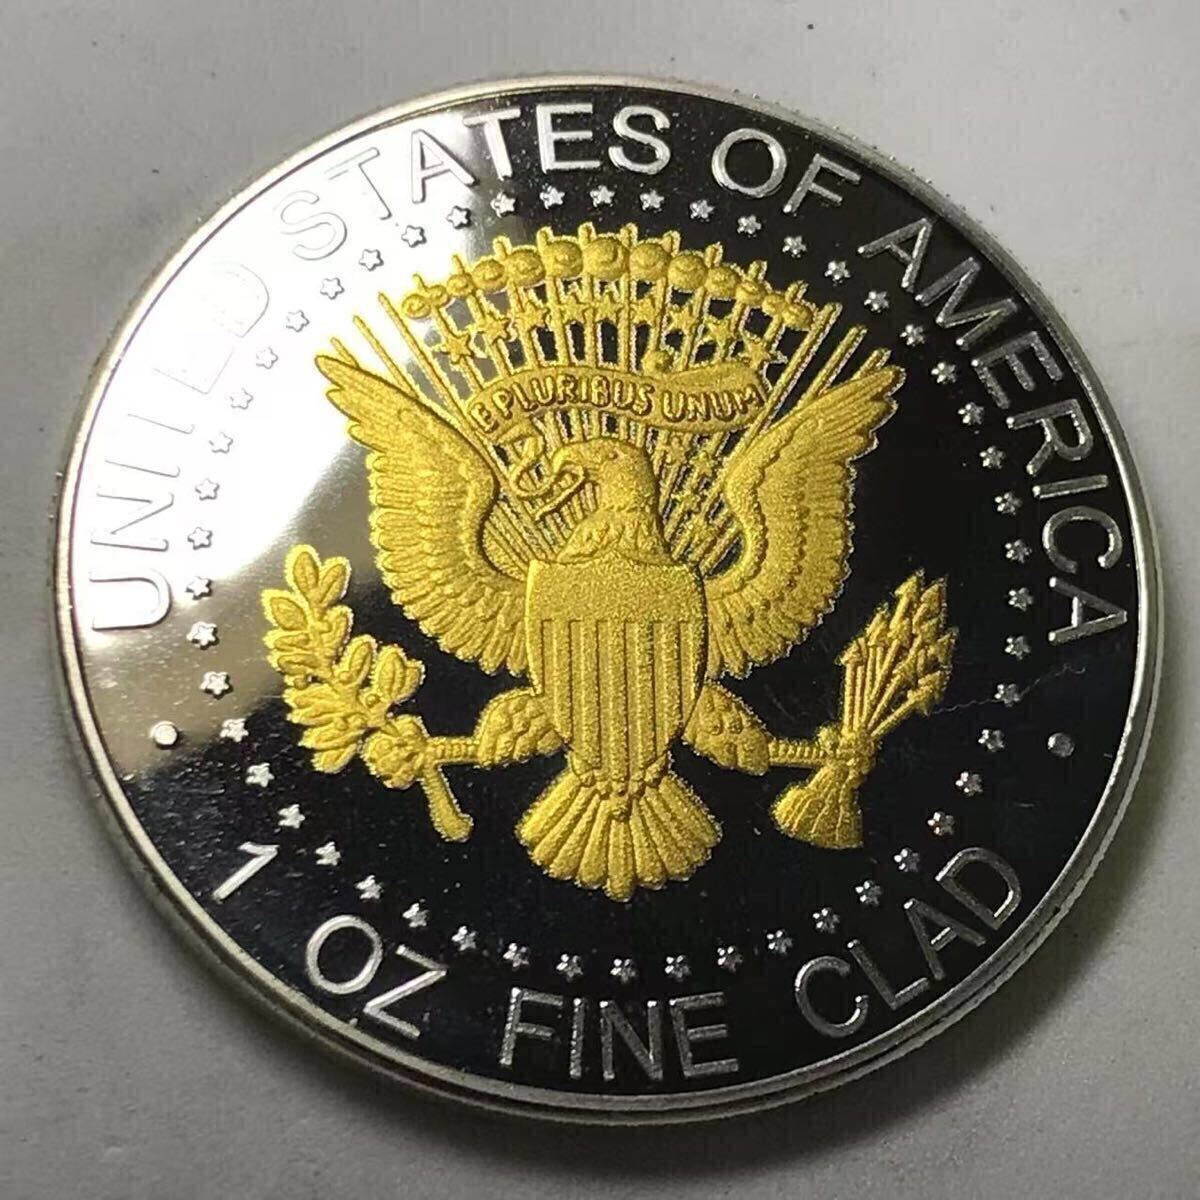 UNITED STATES OF AMERICA
E PLURIBUS UNUM
1 OZ FINE CLAD